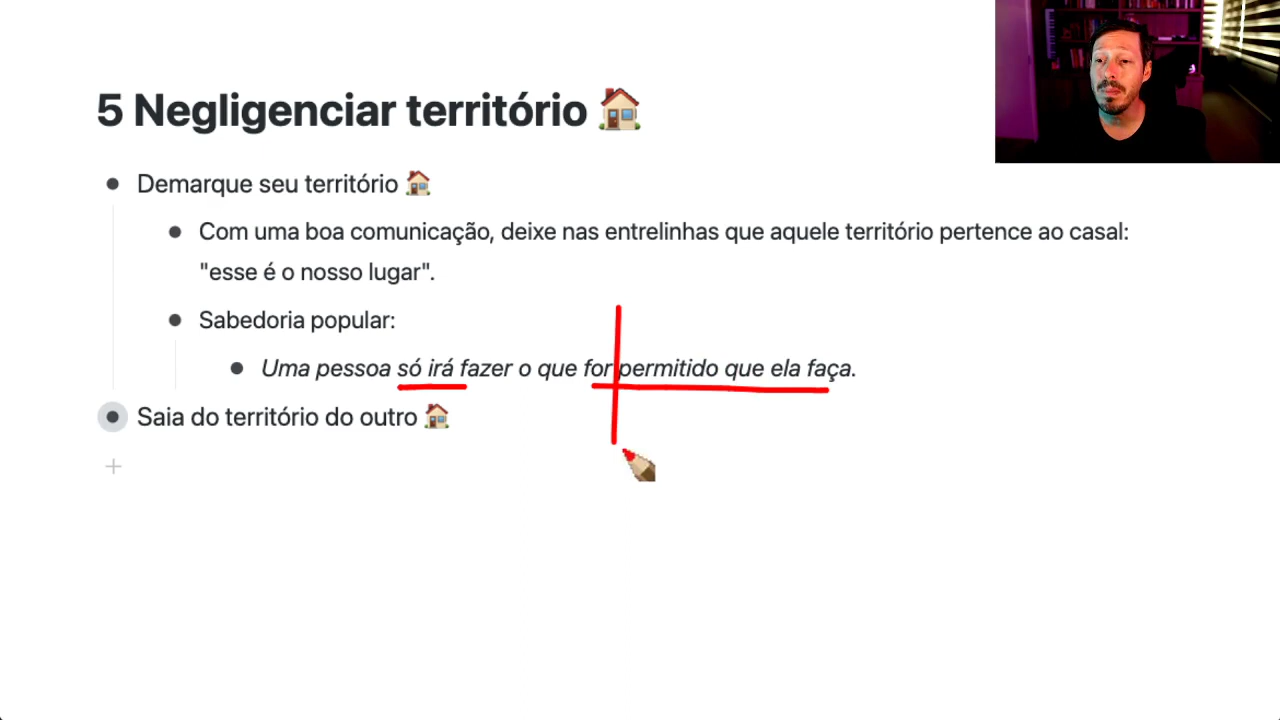 5 Negligenciar território 🏠
Demarque seu território 🏠
Com uma boa comunicação, deixe nas entrelinhas que aquele território pertence ao casal:
"esse é o nosso lugar".
Sabedoria popular:
Uma pessoa só irá fazer o que for permitido que ela faça.
Saia do território do outro 🏠